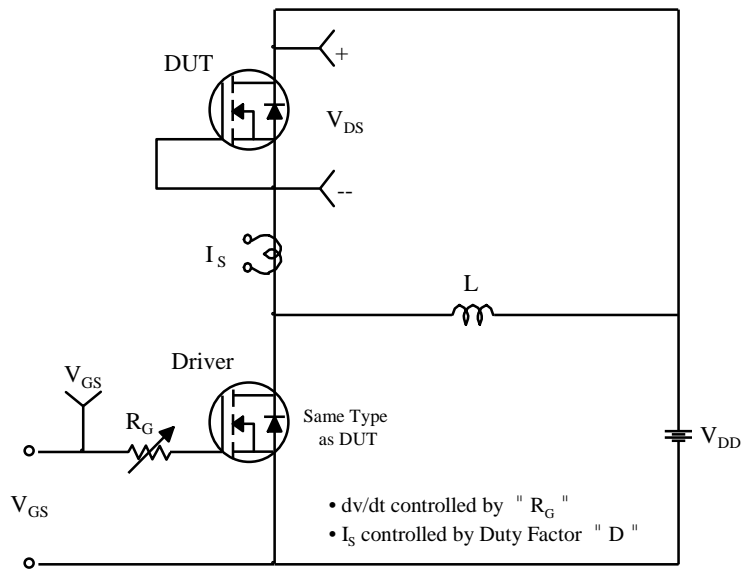 +
DUT
V_DS
--
I_S
L
Driver
V_GS
R_G
Same Type
as DUT
V_DD
V_GS
• dv/dt controlled by " R_G "
• I_S controlled by Duty Factor " D "